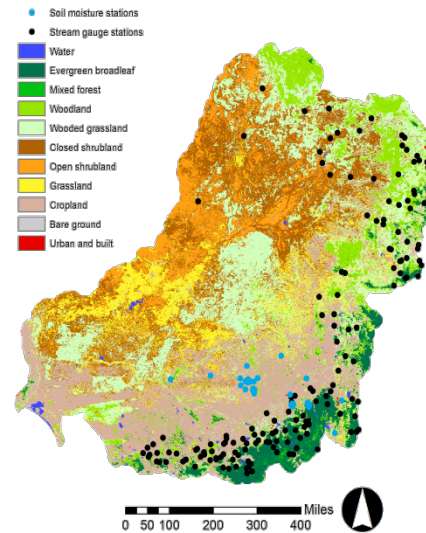 Soil moisture stations
Stream gauge stations
Water
Evergreen broadleaf
Mixed forest
Woodland
Wooded grassland
Closed shrubland
Open shrubland
Grassland
Cropland
Bare ground
Urban and built
Miles
0 50 100 200 300 400